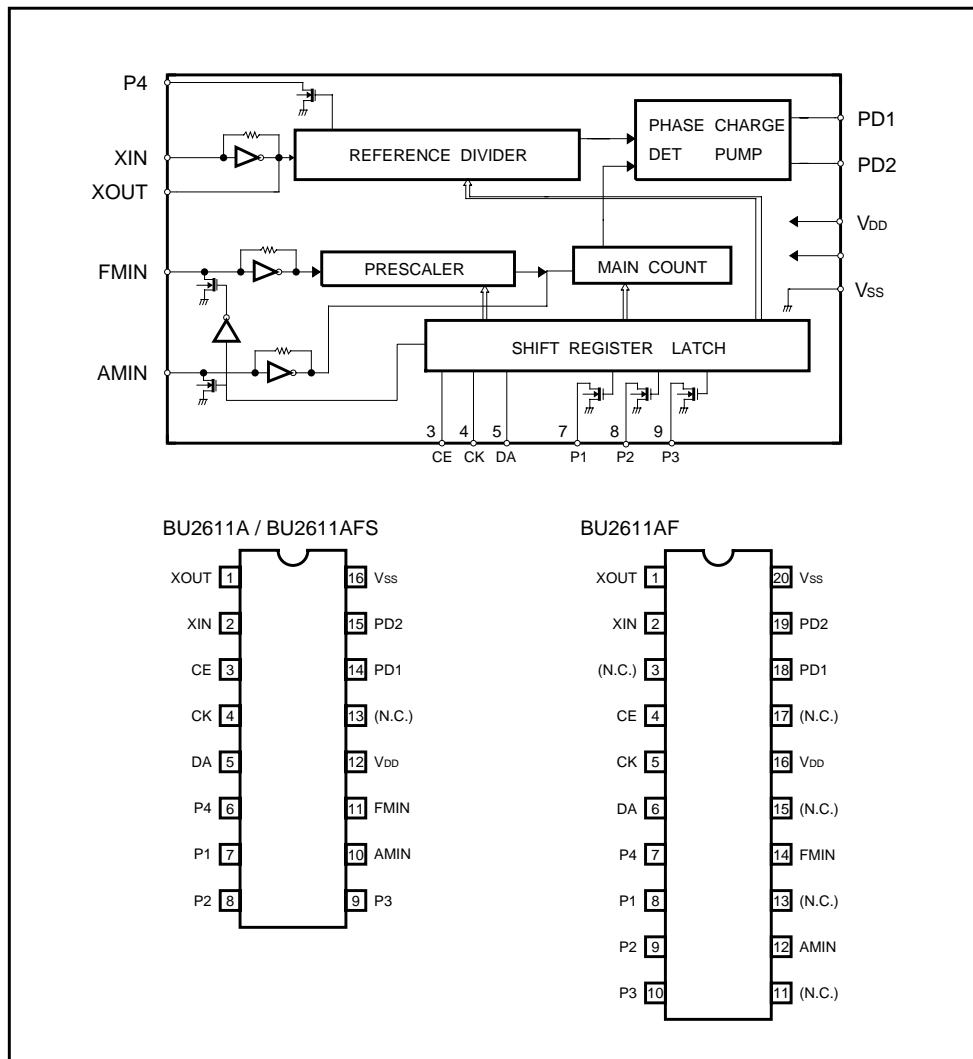 P4
XIN
XOUT
FMIN
AMIN
REFERENCE DIVIDER
PHASE CHARGE
DET PUMP
PRESCALER
MAIN COUNT
SHIFT REGISTER LATCH
PD1
PD2
VDD
VSS
3 4 5 7 8 9
CE CK DA P1 P2 P3
BU2611A / BU2611AFS
XOUT 1 16 VSS
XIN 2 15 PD2
CE 3 14 PD1
CK 4 13 (N.C.)
DA 5 12 VDD
P4 6 11 FMIN
P1 7 10 AMIN
P2 8 9 P3
BU2611AF
XOUT 1 20 VSS
XIN 2 19 PD2
(N.C.) 3 18 PD1
CE 4 17 (N.C.)
CK 5 16 VDD
DA 6 15 (N.C.)
P4 7 14 FMIN
P1 8 13 (N.C.)
P2 9 12 AMIN
P3 10 11 (N.C.)